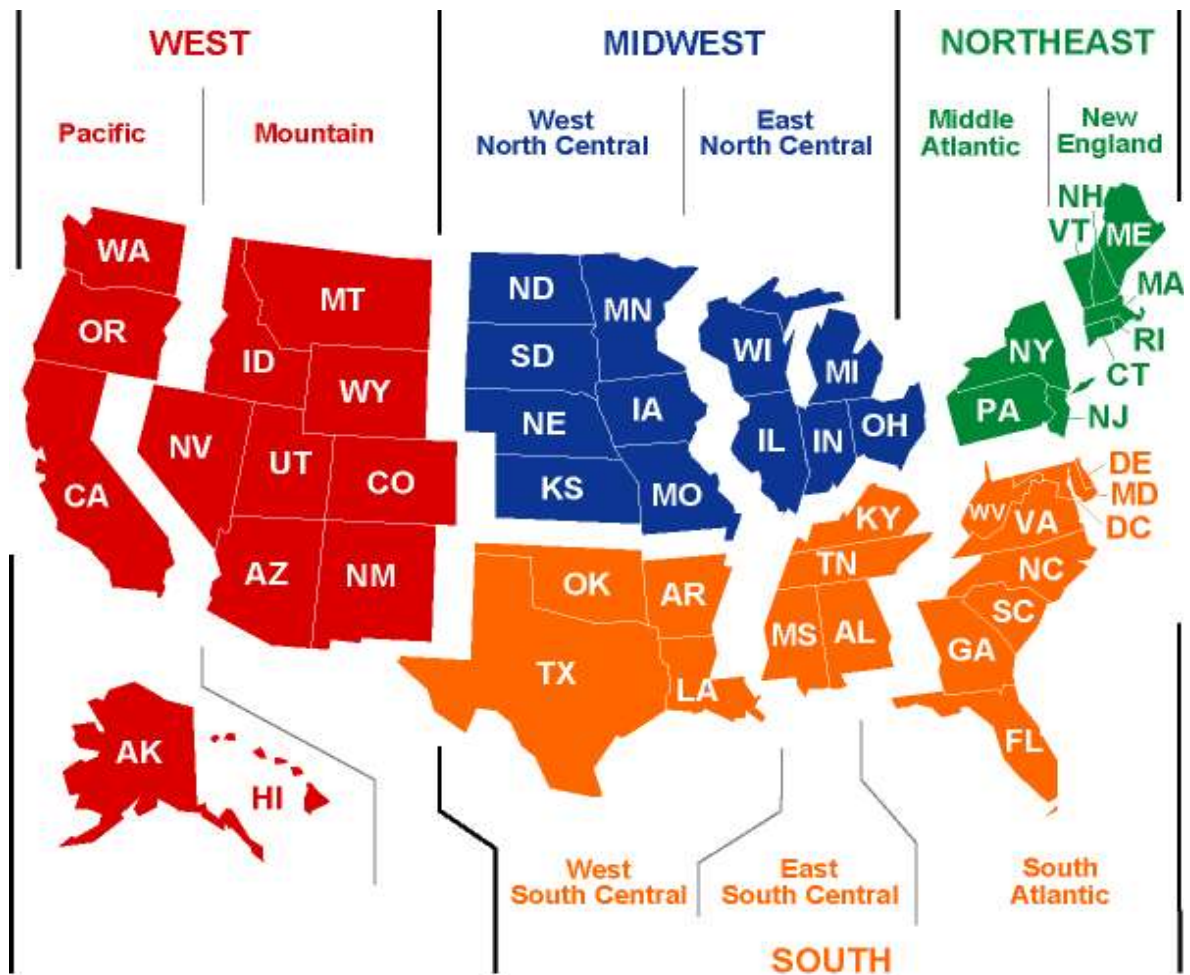 WEST
MIDWEST
NORTHEAST
Pacific
Mountain
West
North Central
East
North Central
Middle
Atlantic
New
England
WA
OR
CA
MT
ID
WY
NV
UT
CO
AZ
NM
AK
HI
ND
SD
NE
KS
MN
IA
MO
WI
MI
IL
IN
OH
NH
VT
ME
MA
RI
CT
NY
PA
NJ
DE
MD
DC
WV
VA
NC
SC
GA
FL
KY
TN
MS
AL
OK
AR
TX
LA
West
South Central
East
South Central
South
Atlantic
SOUTH